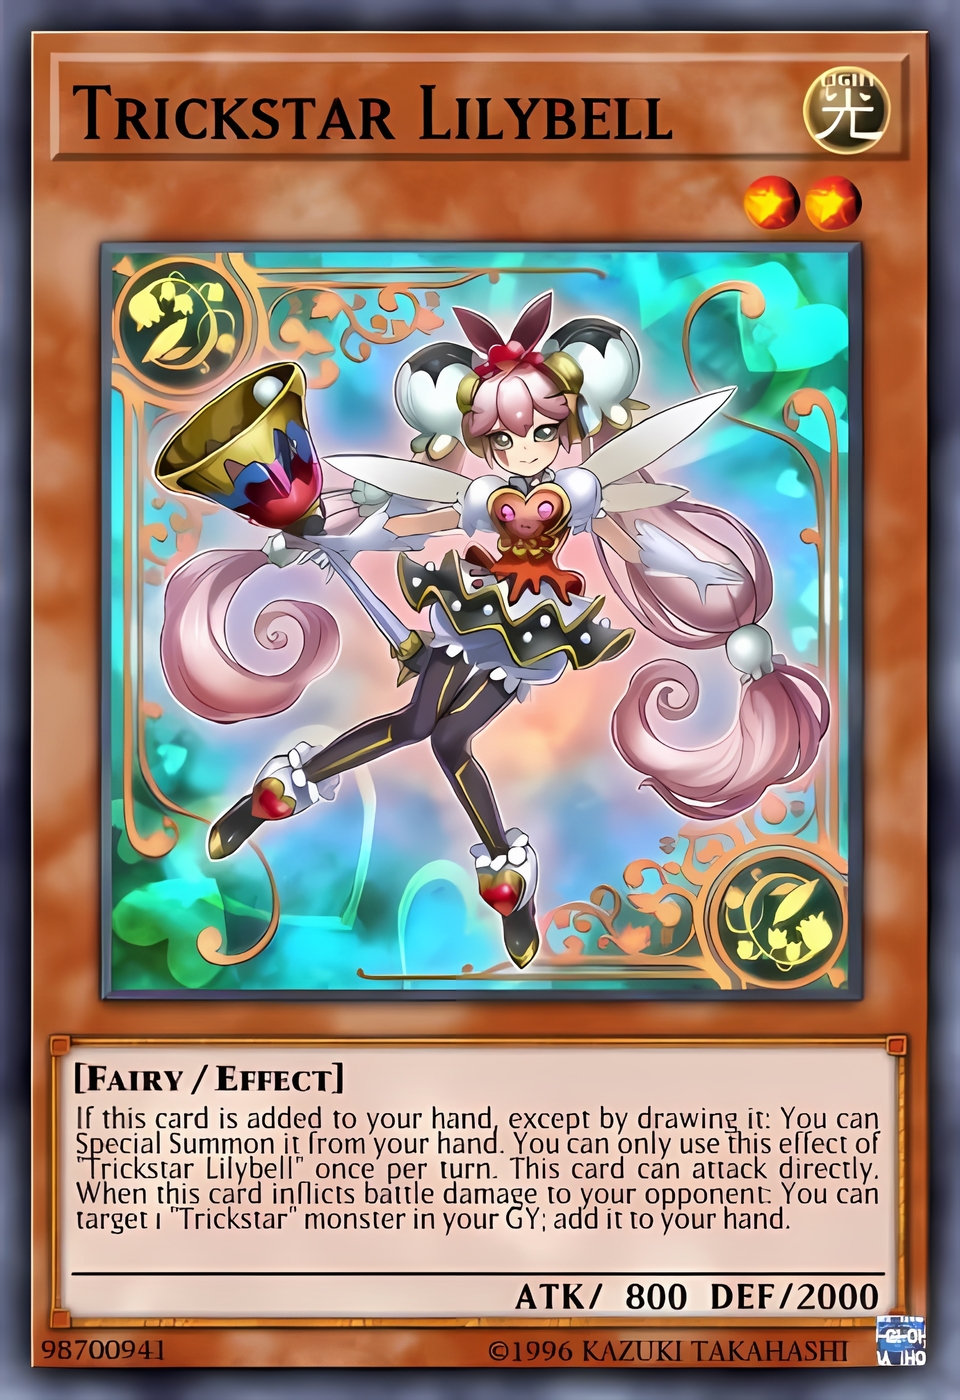 TRICKSTAR LILYBELL
光
[FAIRY / EFFECT]
If this card is added to your hand, except by drawing it: You can
Special Summon it from your hand. You can only use this effect of
"Trickstar Lilybell" once per turn. This card can attack directly.
When this card inflicts battle damage to your opponent: You can
target 1 "Trickstar" monster in your GY; add it to your hand.
ATK/ 800 DEF/2000
98700941
©1996 KAZUKI TAKAHASHI